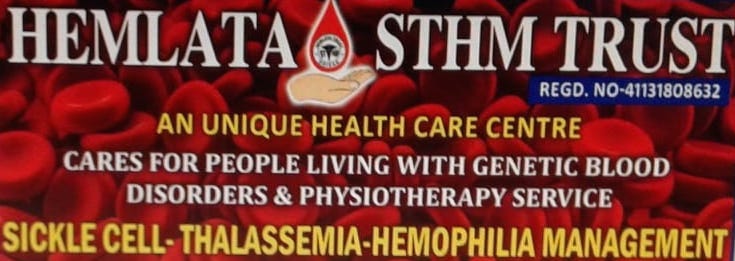 HEMLATA STHM TRUST
REGD. NO-41131808632
AN UNIQUE HEALTH CARE CENTRE
CARES FOR PEOPLE LIVING WITH GENETIC BLOOD
DISORDERS & PHYSIOTHERAPY SERVICE
SICKLE CELL- THALASSEMIA-HEMOPHILIA MANAGEMENT